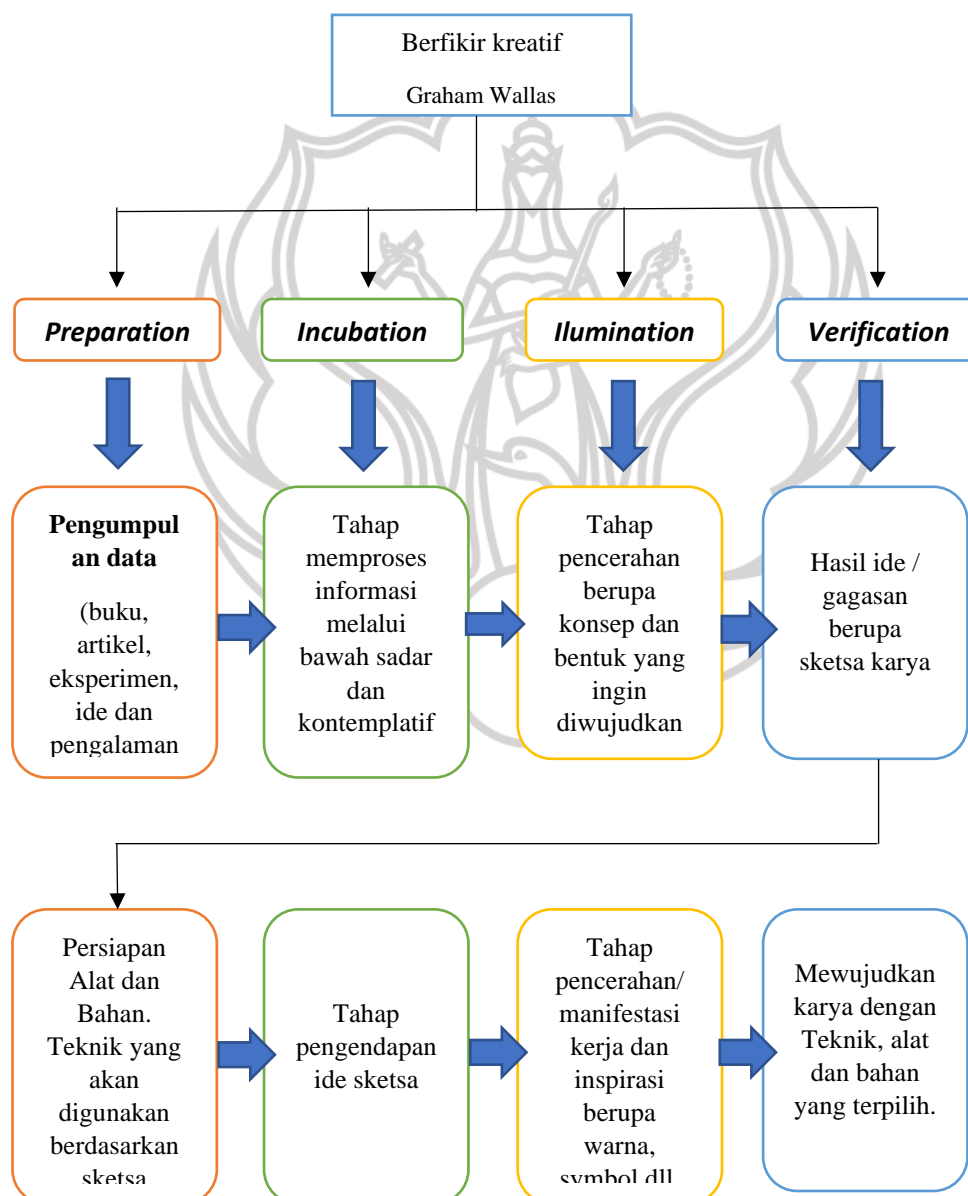 Berfikir kreatif
Graham Wallas
Preparation
Incubation
Ilumination
Verification
Pengumpul
an data
(buku,
artikel,
eksperimen,
ide dan
pengalaman
Tahap
memproses
informasi
melalui
bawah sadar
dan
kontemplatif
Tahap
pencerahan
berupa
konsep dan
bentuk yang
ingin
diwujudkan
Hasil ide /
gagasan
berupa
sketsa karya
Persiapan
Alat dan
Bahan.
Teknik yang
akan
digunakan
berdasarkan
sketsa
Tahap
pengendapan
ide sketsa
Tahap
pencerahan/
manifestasi
kerja dan
inspirasi
berupa
warna,
symbol dll
Mewujudkan
karya dengan
Teknik, alat
dan bahan
yang terpilih.